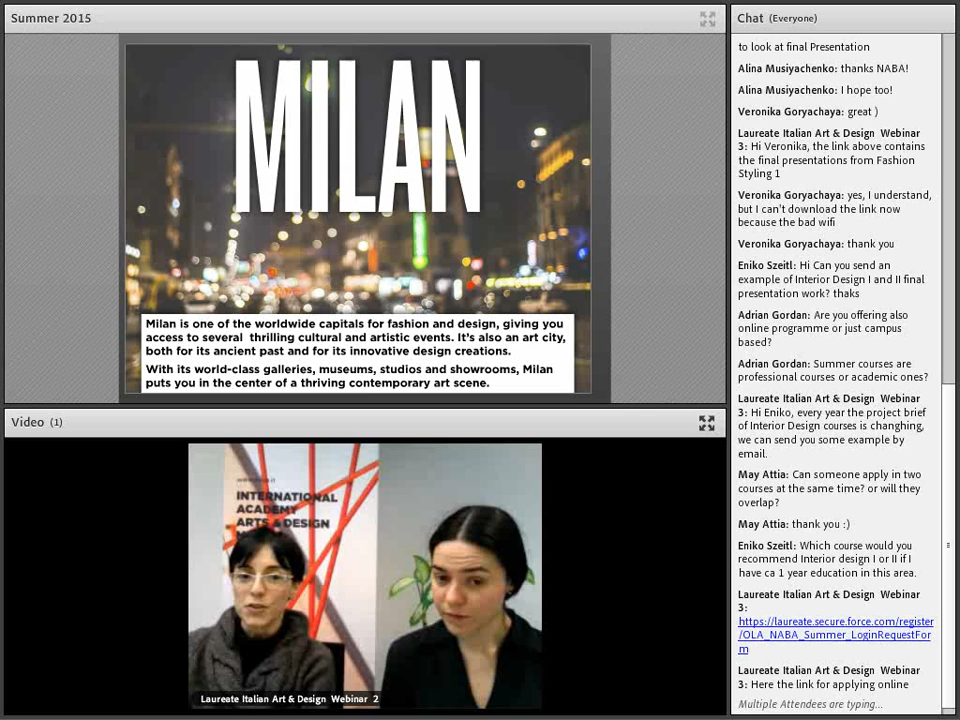 Summer 2015
MILAN
Milan is one of the worldwide capitals for fashion and design, giving you
access to several thrilling cultural and artistic events. It's also an art city,
both for its ancient past and for its innovative design creations.
With its world-class galleries, museums, studios and showrooms, Milan
puts you in the center of a thriving contemporary art scene.
Video (1)
INTERNATIONAL
ACADEMY
ARTS & DESIGN
Laureate Italian Art & Design Webinar 2
Chat (Everyone)
to look at final Presentation
Alina Musiyachenko: thanks NABA!
Alina Musiyachenko: I hope too!
Veronika Goryachaya: great )
Laureate Italian Art & Design Webinar
3: Hi Veronika, the link above contains
the final presentations from Fashion
Styling 1
Veronika Goryachaya: yes, I understand,
but I can't download the link now
because the bad wifi
Veronika Goryachaya: thank you
Eniko Szeitl: Hi Can you send an
example of Interior Design I and II final
presentation work? thaks
Adrian Gordan: Are you offering also
online programme or just campus
based?
Adrian Gordan: Summer courses are
professional courses or academic ones?
Laureate Italian Art & Design Webinar
3: Hi Eniko, every year the project brief
of Interior Design courses is changhing,
we can send you some example by
email.
May Attia: Can someone apply in two
courses at the same time? or will they
overlap?
May Attia: thank you :)
Eniko Szeitl: Which course would you
recommend Interior design I or II if I
have ca 1 year education in this area.
Laureate Italian Art & Design Webinar
3:
https://laureate.secure.force.com/register
/OLA_NABA_Summer_LoginRequestFor
m
Laureate Italian Art & Design Webinar
3: Here the link for applying online
Multiple Attendees are typing...